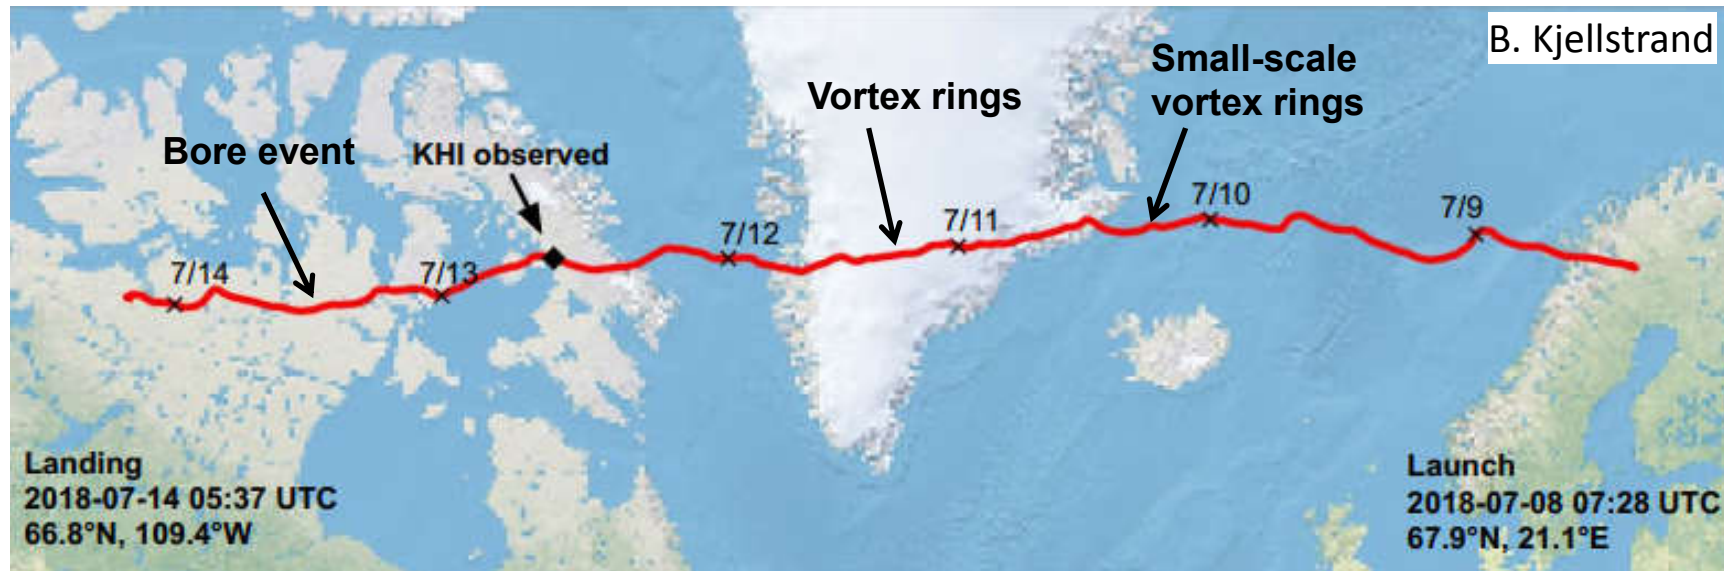 B. Kjellstrand
Small-scale
vortex rings
Vortex rings
Bore event
KHI observed
7/10
7/9
7/11
7/12
7/13
7/14
Landing
2018-07-14 05:37 UTC
66.8°N, 109.4°W
Launch
2018-07-08 07:28 UTC
67.9°N, 21.1°E